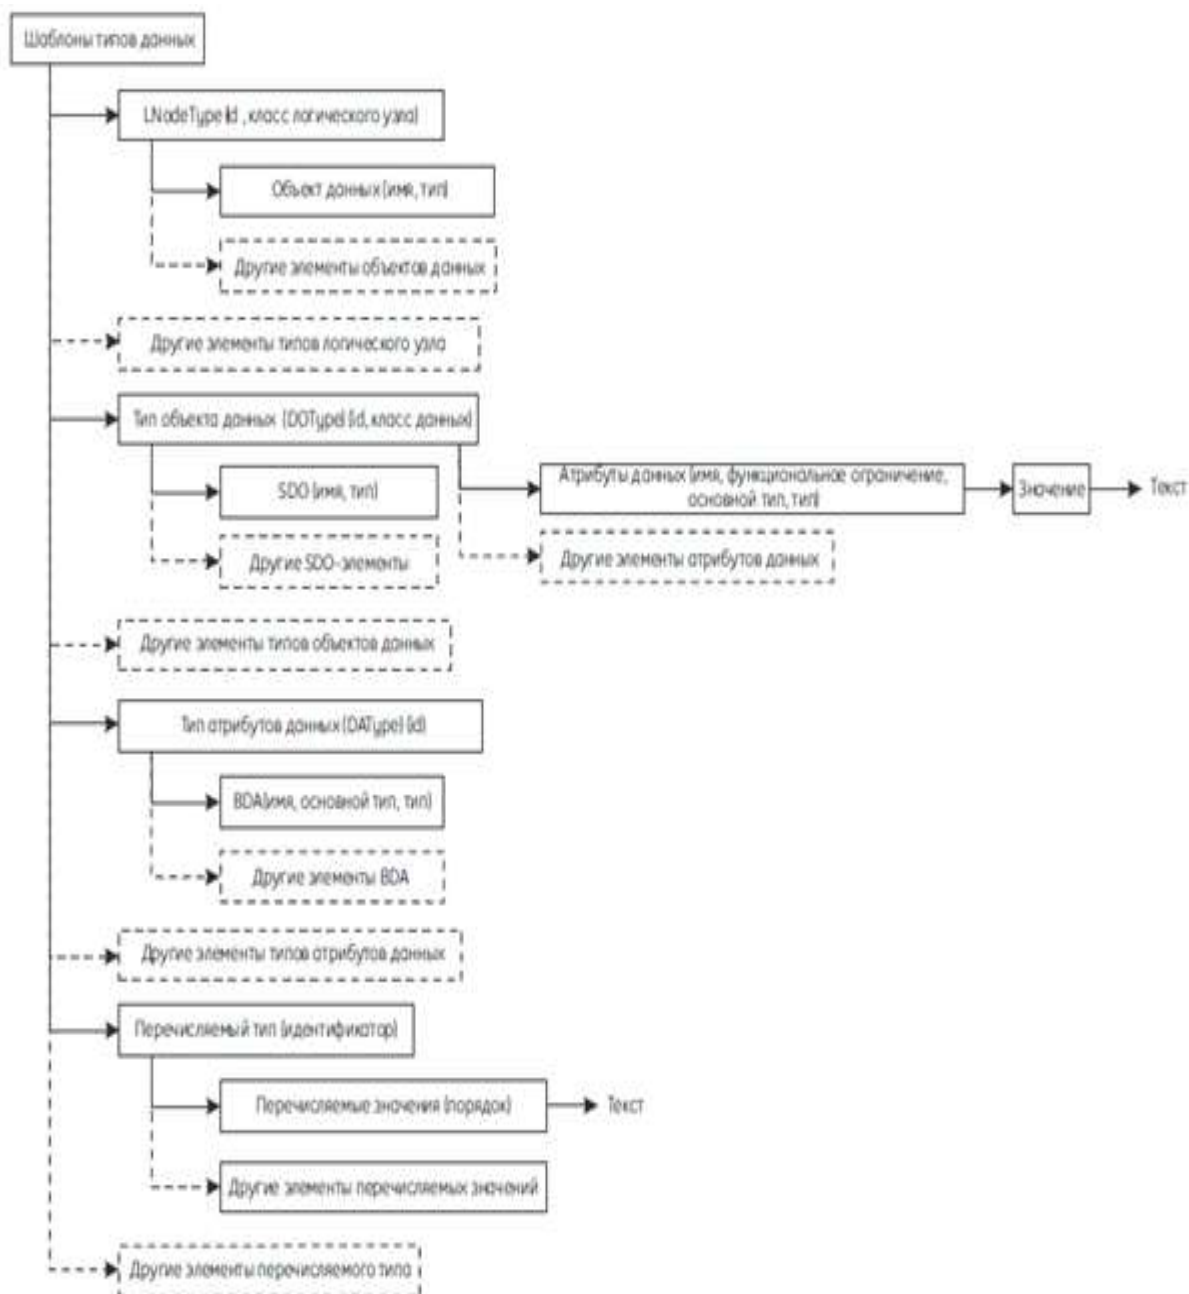 Шаблоны типов данных
LNodeType (id , класс логического узла)
Объект данных (имя, тип)
Другие элементы объектов данных
Другие элементы типов логического узла
Тип объекта данных (DOType) (id, класс данных)
SDO (имя, тип)
Атрибуты данных (имя, функциональное ограничение,
основной тип, тип)
Значение
Текст
Другие SDO-элементы
Другие элементы атрибутов данных
Другие элементы типов объектов данных
Тип атрибутов данных (DAType) (id)
BDA(имя, основной тип, тип)
Другие элементы BDA
Другие элементы типов атрибутов данных
Перечисляемый тип (идентификатор)
Перечисляемые значения (порядок)
Текст
Другие элементы перечисляемых значений
Другие элементы перечисляемого типа